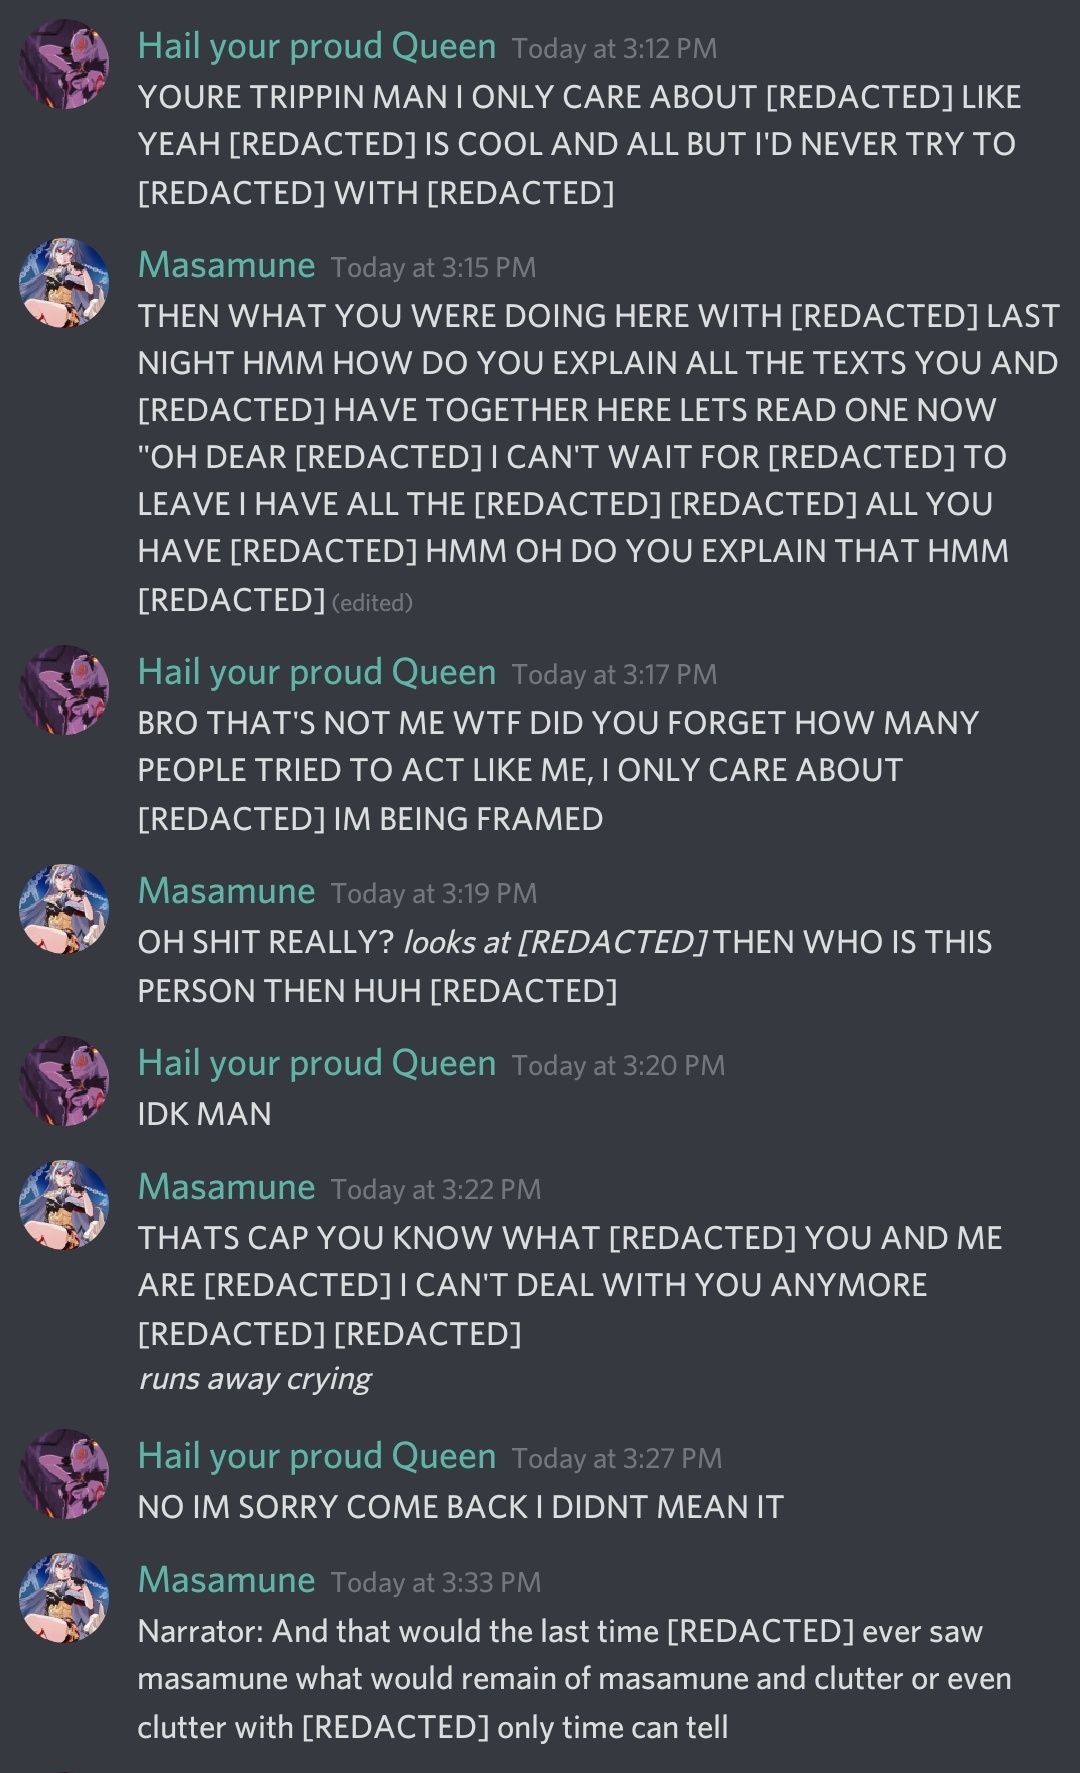 Hail your proud Queen Today at 3:12 PM
YOURE TRIPPIN MAN I ONLY CARE ABOUT [REDACTED] LIKE
YEAH [REDACTED] IS COOL AND ALL BUT I'D NEVER TRY TO
[REDACTED] WITH [REDACTED]
Masamune Today at 3:15 PM
THEN WHAT YOU WERE DOING HERE WITH [REDACTED] LAST
NIGHT HMM HOW DO YOU EXPLAIN ALL THE TEXTS YOU AND
[REDACTED] HAVE TOGETHER HERE LETS READ ONE NOW
"OH DEAR [REDACTED] I CAN'T WAIT FOR [REDACTED] TO
LEAVE I HAVE ALL THE [REDACTED] [REDACTED] ALL YOU
HAVE [REDACTED] HMM OH DO YOU EXPLAIN THAT HMM
[REDACTED] (edited)
Hail your proud Queen Today at 3:17 PM
BRO THAT'S NOT ME WTF DID YOU FORGET HOW MANY
PEOPLE TRIED TO ACT LIKE ME, I ONLY CARE ABOUT
[REDACTED] IM BEING FRAMED
Masamune Today at 3:19 PM
OH SHIT REALLY? looks at [REDACTED] THEN WHO IS THIS
PERSON THEN HUH [REDACTED]
Hail your proud Queen Today at 3:20 PM
IDK MAN
Masamune Today at 3:22 PM
THATS CAP YOU KNOW WHAT [REDACTED] YOU AND ME
ARE [REDACTED] I CAN'T DEAL WITH YOU ANYMORE
[REDACTED] [REDACTED]
runs away crying
Hail your proud Queen Today at 3:27 PM
NO IM SORRY COME BACK I DIDNT MEAN IT
Masamune Today at 3:33 PM
Narrator: And that would the last time [REDACTED] ever saw
masamune what would remain of masamune and clutter or even
clutter with [REDACTED] only time can tell